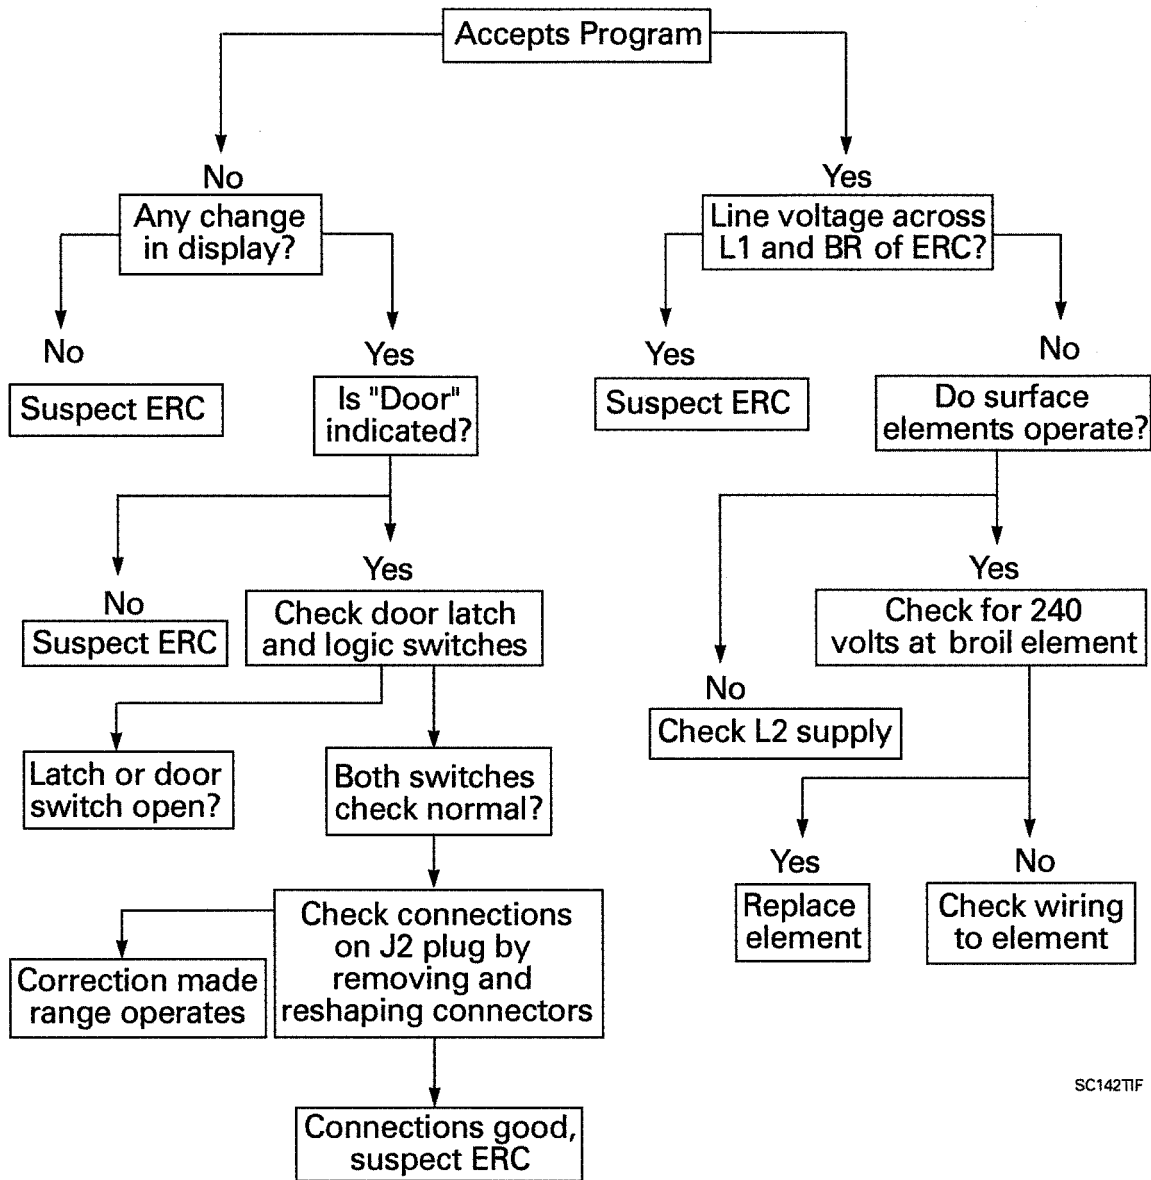 Accepts Program
No
Any change
in display?
Yes
Line voltage across
L1 and BR of ERC?
No
Suspect ERC
Yes
Is "Door"
indicated?
Yes
Suspect ERC
No
Do surface
elements operate?
No
Suspect ERC
Yes
Check door latch
and logic switches
No
Check L2 supply
Yes
Check for 240
volts at broil element
Latch or door
switch open?
Both switches
check normal?
Yes
Replace
element
No
Check wiring
to element
Check connections
on J2 plug by
removing and
reshaping connectors
Correction made
range operates
Connections good,
suspect ERC
SC142TIF